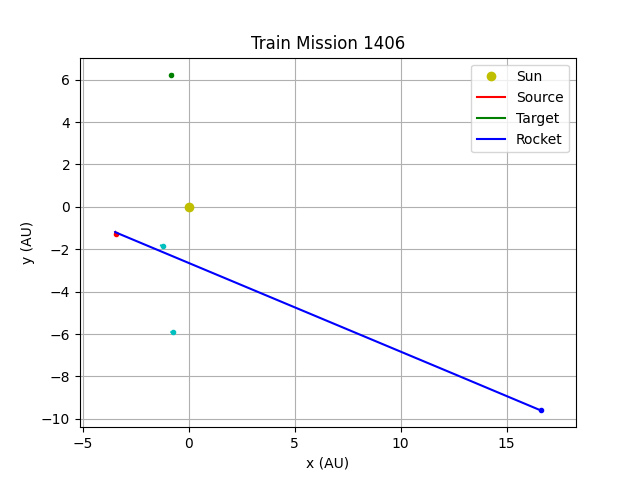 Train Mission 1406
Sun
Source
Target
Rocket
6
4
2
0
−2
−4
−6
−8
−10
y (AU)
−5 0 5 10 15
x (AU)